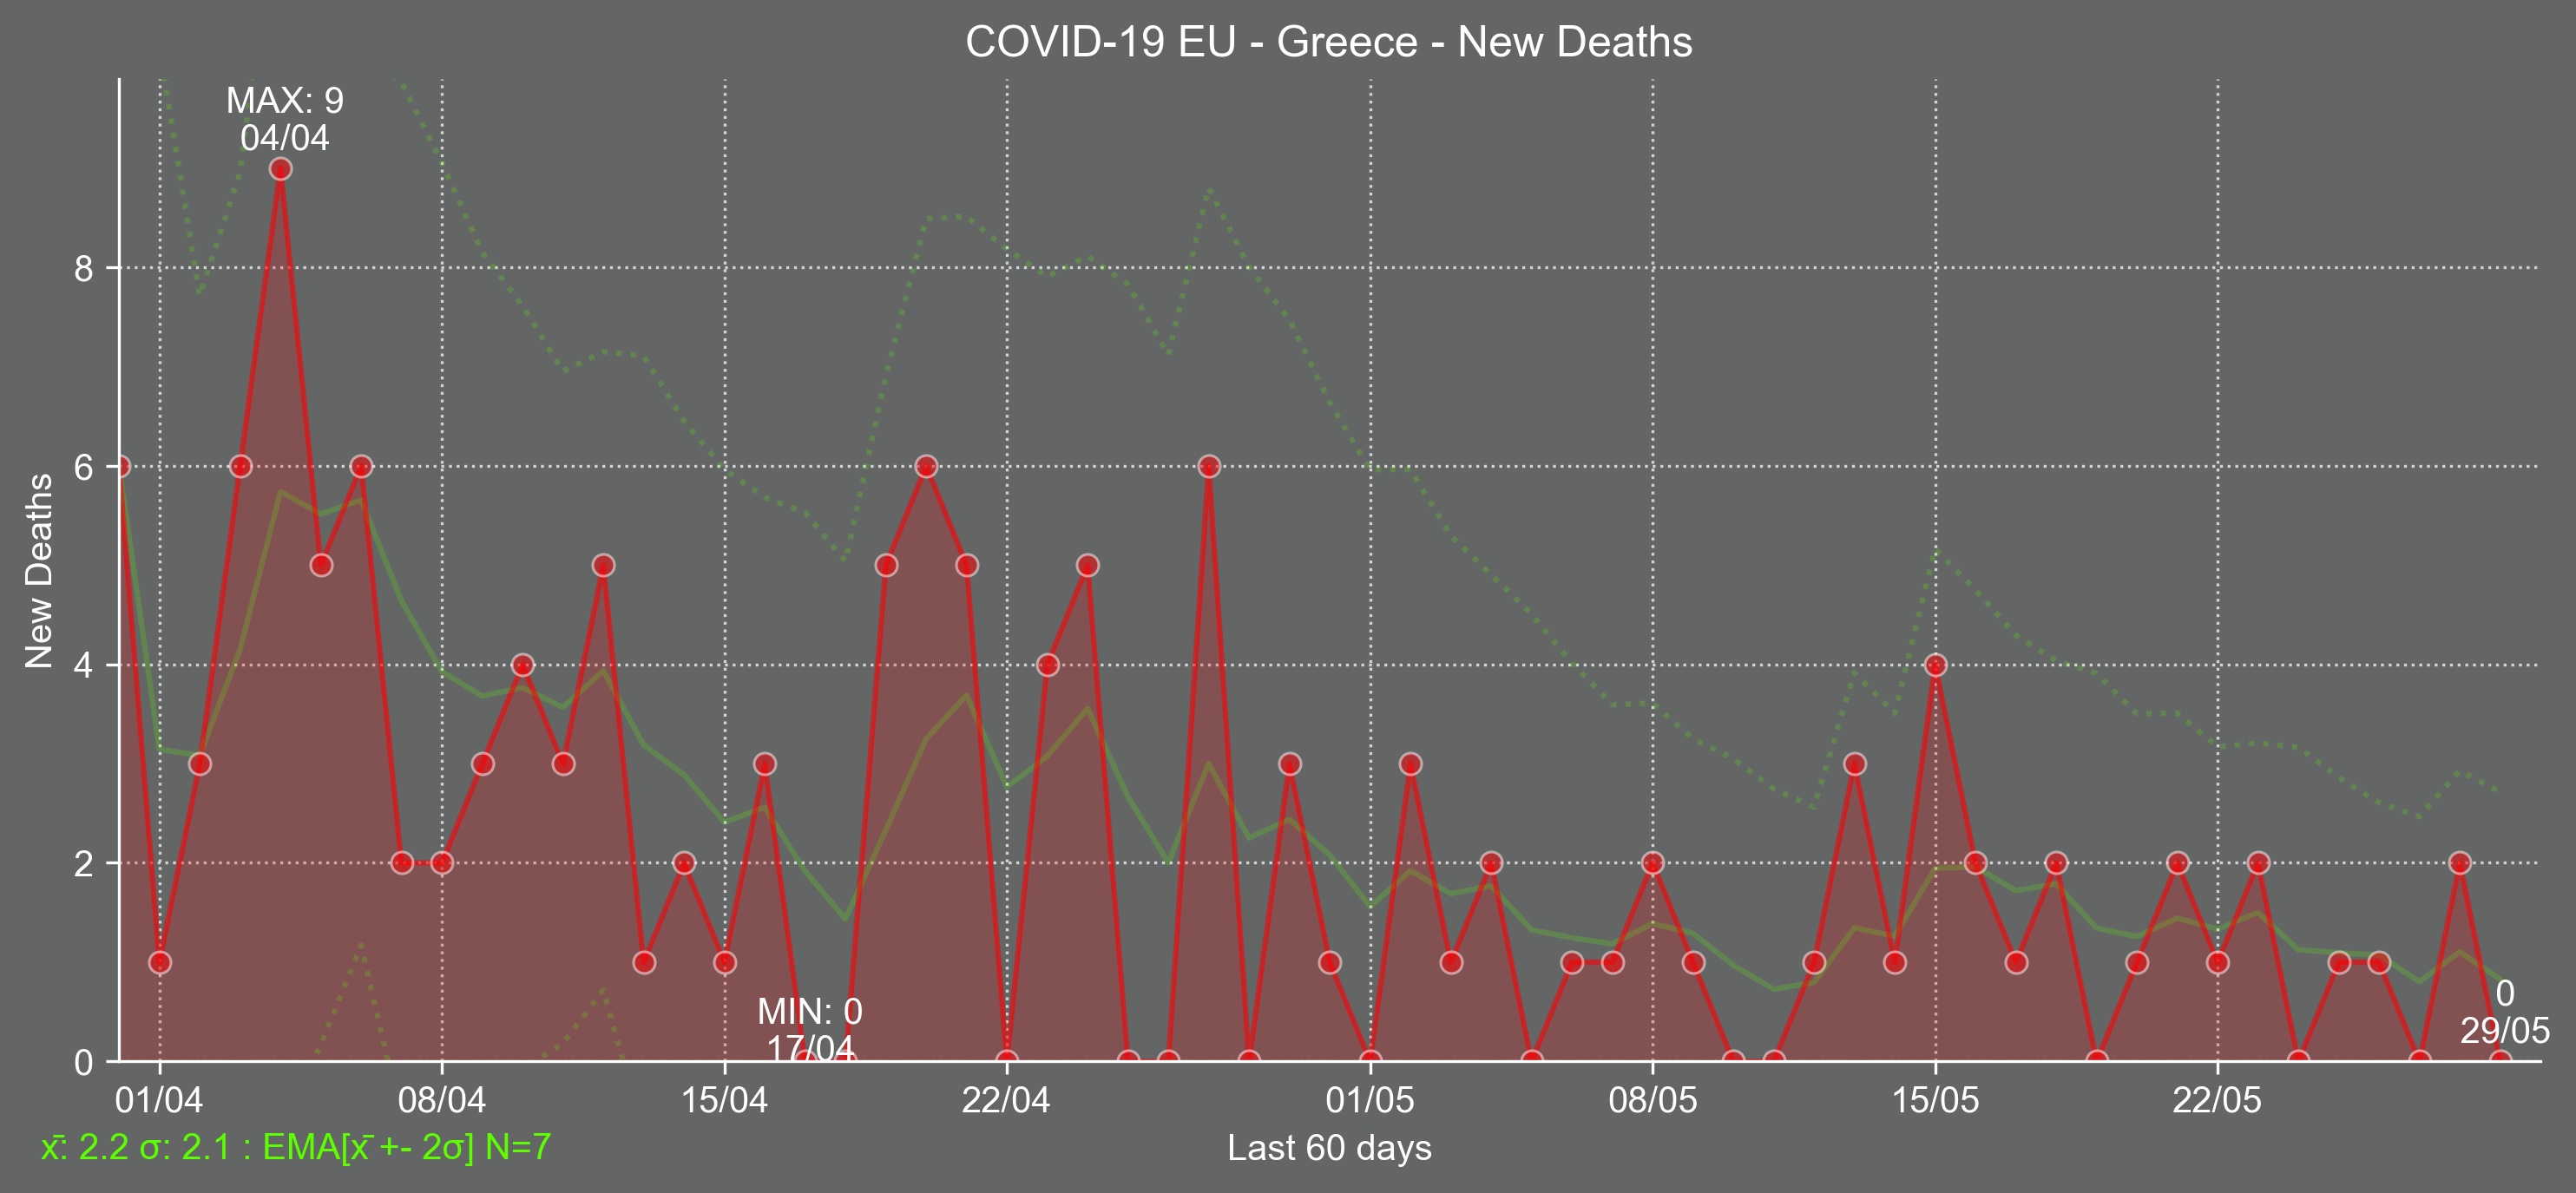 COVID-19 EU - Greece - New Deaths
MAX: 9
04/04
8
6
4
2
0
New Deaths
MIN: 0
17/04
0
29/05
01/04
08/04
15/04
22/04
01/05
08/05
15/05
22/05
x̄: 2.2 σ: 2.1 : EMA[x̄ +- 2σ] N=7
Last 60 days